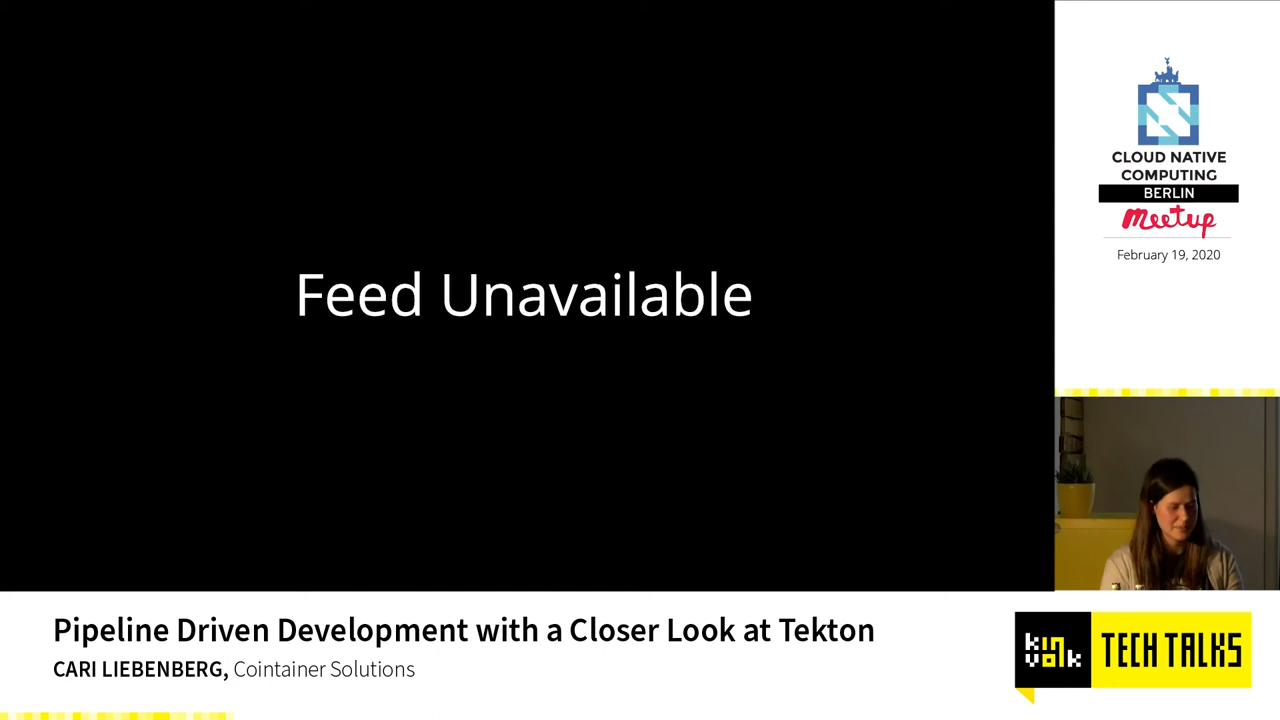 Feed Unavailable
CLOUD NATIVE
COMPUTING
BERLIN
meetup
February 19, 2020
Pipeline Driven Development with a Closer Look at Tekton
CARI LIEBENBERG, Cointainer Solutions
kinvolk
TECH TALKS